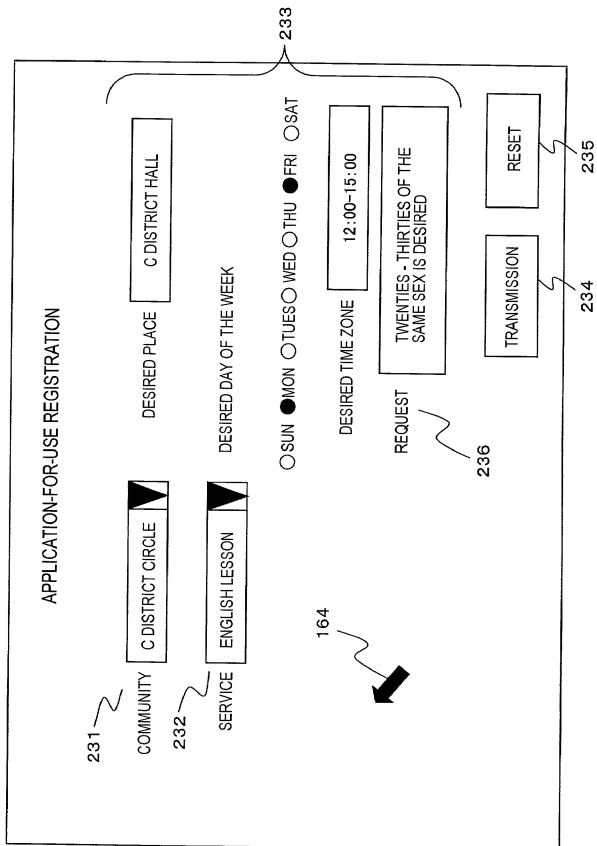 APPLICATION-FOR-USE REGISTRATION
231
COMMUNITY C DISTRICT CIRCLE
232
SERVICE ENGLISH LESSON
164
DESIRED PLACE C DISTRICT HALL
DESIRED DAY OF THE WEEK
SUN MON TUES WED THU FRI SAT
DESIRED TIME ZONE 12:00-15:00
REQUEST TWENTIES - THIRTIES OF THE
SAME SEX IS DESIRED
236
233
TRANSMISSION RESET
234 235